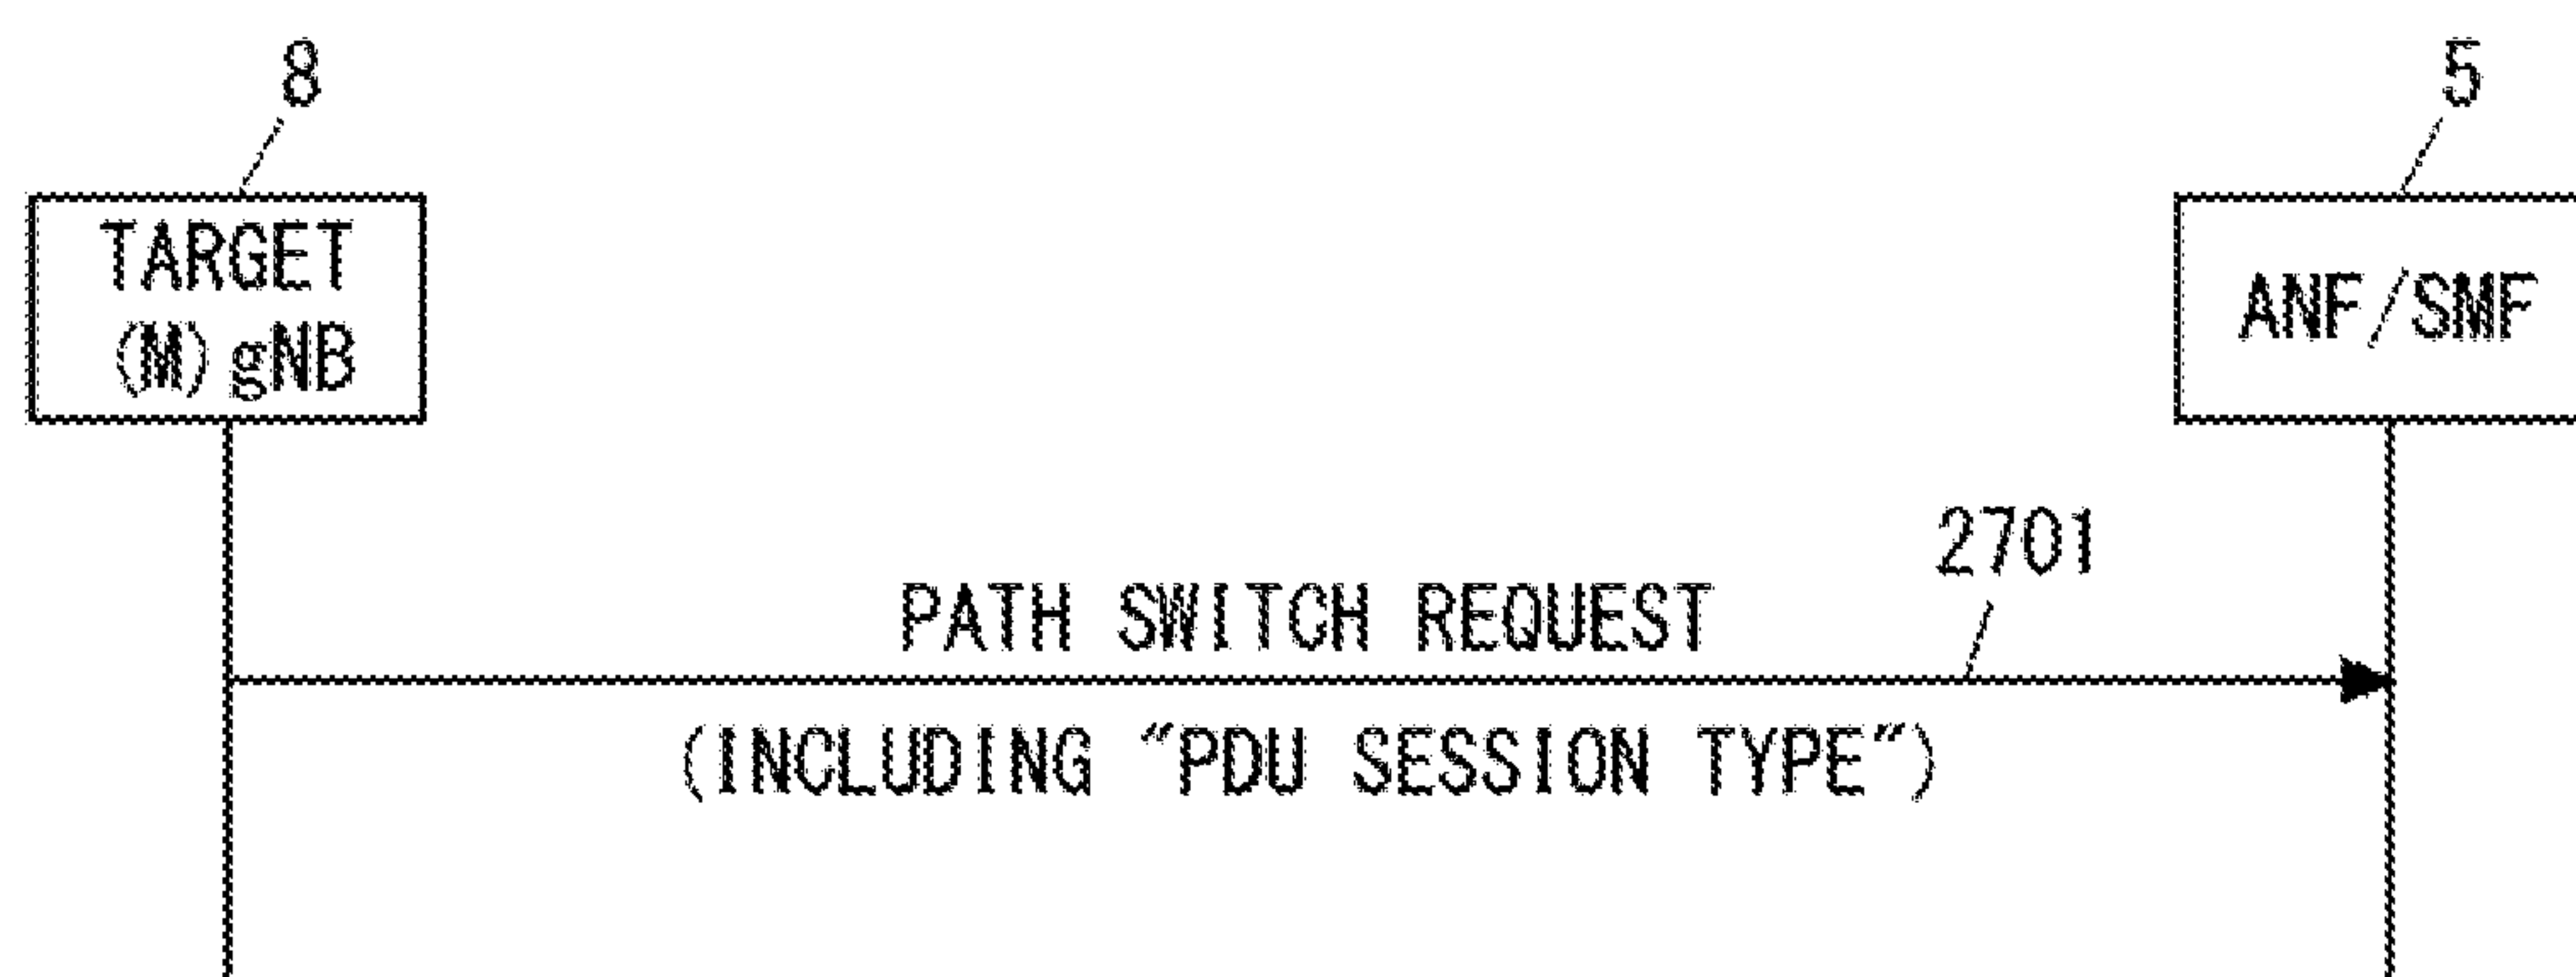 8
5
TARGET
(M) gNB
ANF/SMF
2701
PATH SWITCH REQUEST
(INCLUDING "PDU SESSION TYPE")